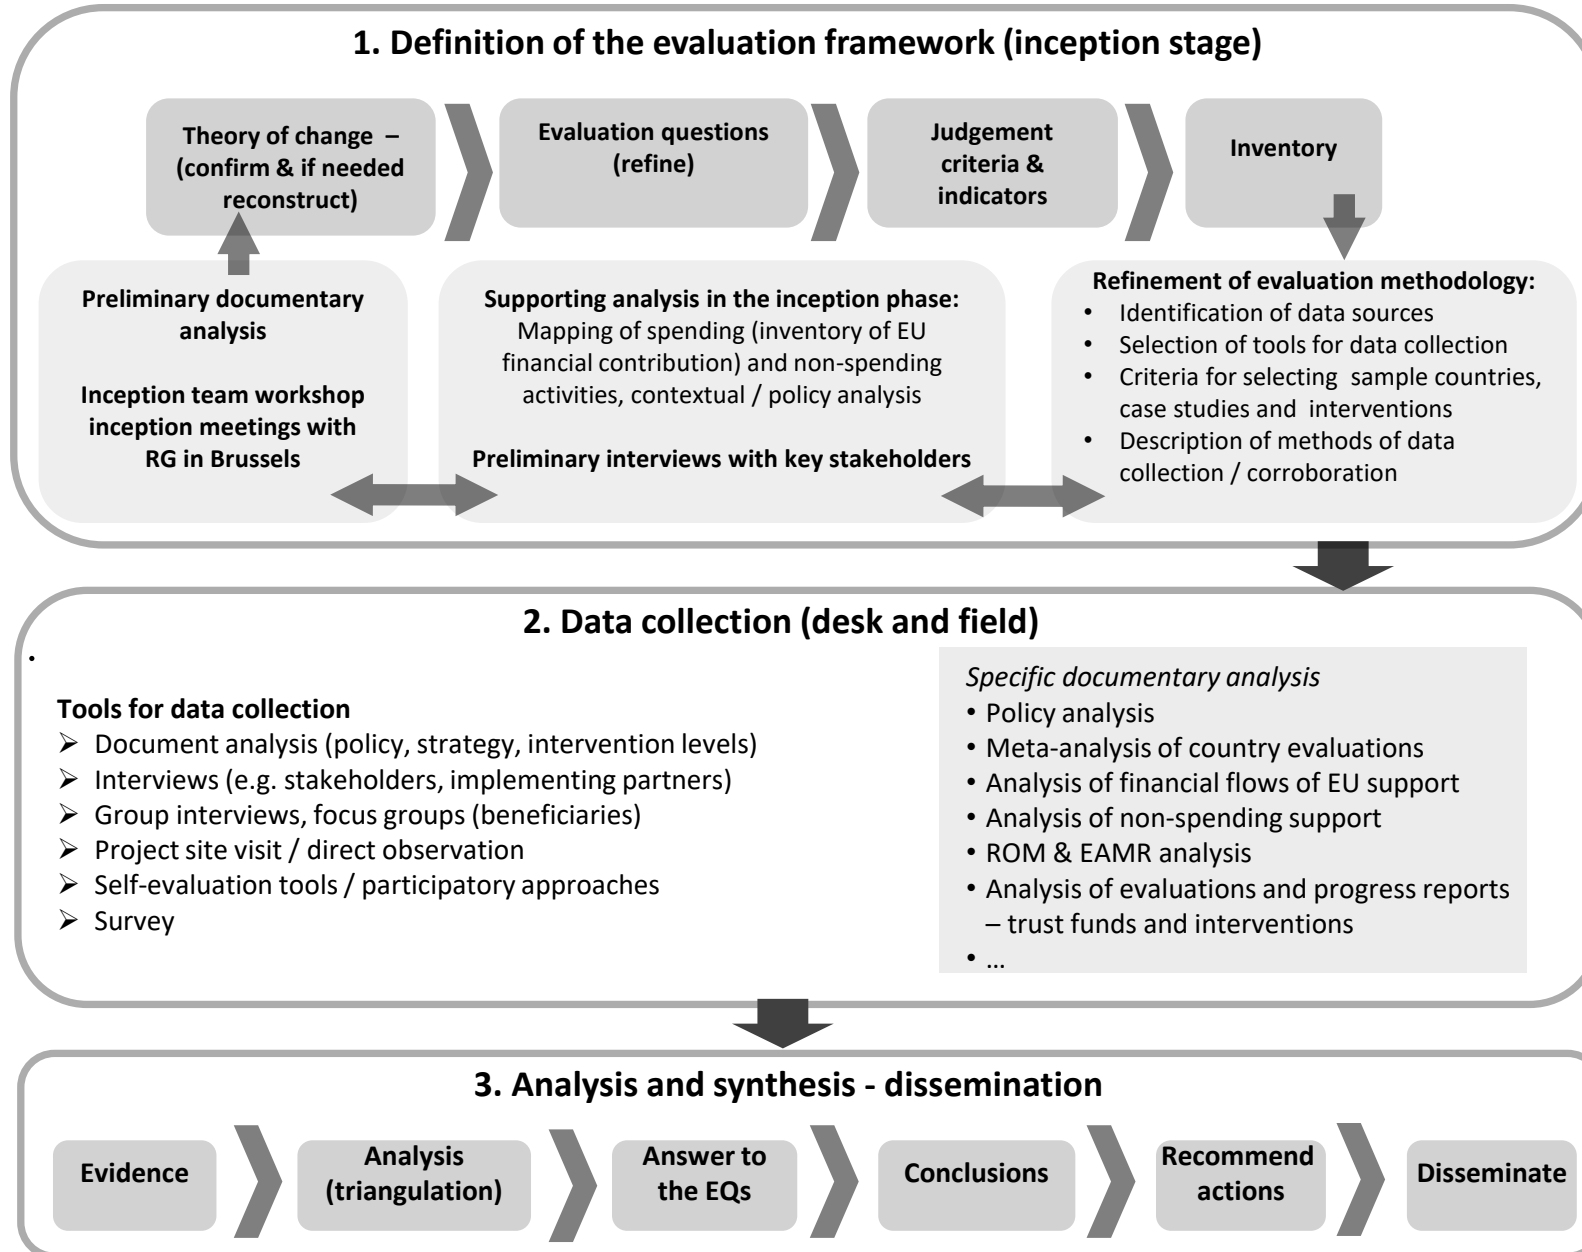 1. Definition of the evaluation framework (inception stage)
Theory of change –
(confirm & if needed
reconstruct)
Evaluation questions
(refine)
Judgement
criteria &
indicators
Inventory
Preliminary documentary
analysis
Inception team workshop
inception meetings with
RG in Brussels
Supporting analysis in the inception phase:
Mapping of spending (inventory of EU
financial contribution) and non-spending
activities, contextual / policy analysis
Preliminary interviews with key stakeholders
Refinement of evaluation methodology:
• Identification of data sources
• Selection of tools for data collection
• Criteria for selecting sample countries,
case studies and interventions
• Description of methods of data
collection / corroboration
2. Data collection (desk and field)
.
Tools for data collection
➢ Document analysis (policy, strategy, intervention levels)
➢ Interviews (e.g. stakeholders, implementing partners)
➢ Group interviews, focus groups (beneficiaries)
➢ Project site visit / direct observation
➢ Self-evaluation tools / participatory approaches
➢ Survey
Specific documentary analysis
• Policy analysis
• Meta-analysis of country evaluations
• Analysis of financial flows of EU support
• Analysis of non-spending support
• ROM & EAMR analysis
• Analysis of evaluations and progress reports
– trust funds and interventions
• ...
3. Analysis and synthesis - dissemination
Evidence
Analysis
(triangulation)
Answer to
the EQs
Conclusions
Recommend
actions
Disseminate